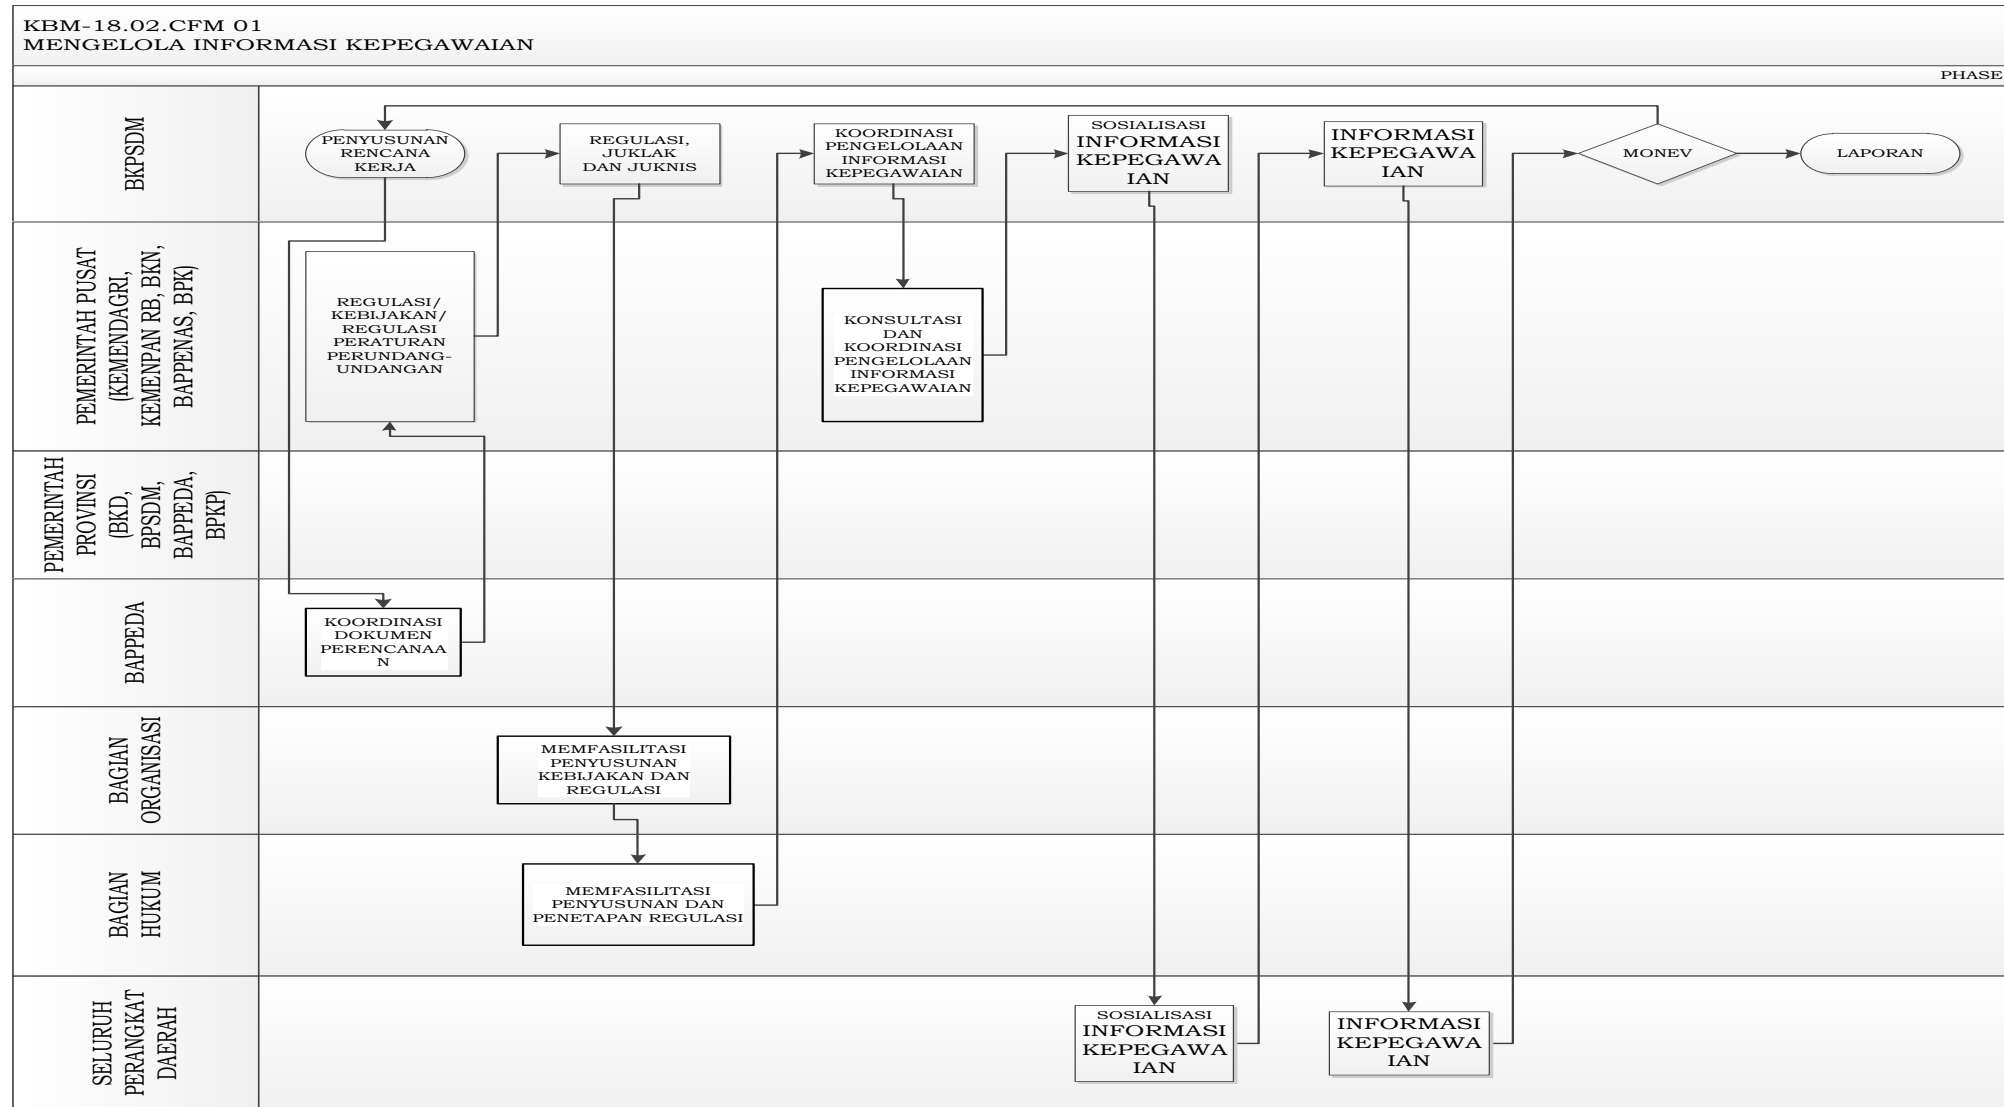 KBM-18.02.CFM 01
MENGELOLA INFORMASI KEPEGAWAIAN
PHASE
BKPSDM
PENYUSUNAN
RENCANA
KERJA
REGULASI,
JUKLAK
DAN JUKNIS
KOORDINASI
PENGELOLAAN
INFORMASI
KEPEGAWAIAN
SOSIALISASI
INFORMASI
KEPEGAWA
IAN
INFORMASI
KEPEGAWA
IAN
MONEV
LAPORAN
PEMERINTAH PUSAT
(KEMENDAGRI,
KEMENPAN RB, BKN,
BAPPENAS, BPK)
REGULASI/
KEBIJAKAN/
REGULASI
PERATURAN
PERUNDANG-
UNDANGAN
KONSULTASI
DAN
KOORDINASI
PENGELOLAAN
INFORMASI
KEPEGAWAIAN
PEMERINTAH
PROVINSI
(BKD,
BPSDM,
BAPPEDA,
BPKP)
BAPPEDA
KOORDINASI
DOKUMEN
PERENCANAA
N
BAGIAN
ORGANISASI
MEMFASILITASI
PENYUSUNAN
KEBIJAKAN DAN
REGULASI
BAGIAN
HUKUM
MEMFASILITASI
PENYUSUNAN DAN
PENETAPAN REGULASI
SELURUH
PERANGKAT
DAERAH
SOSIALISASI
INFORMASI
KEPEGAWA
IAN
INFORMASI
KEPEGAWA
IAN